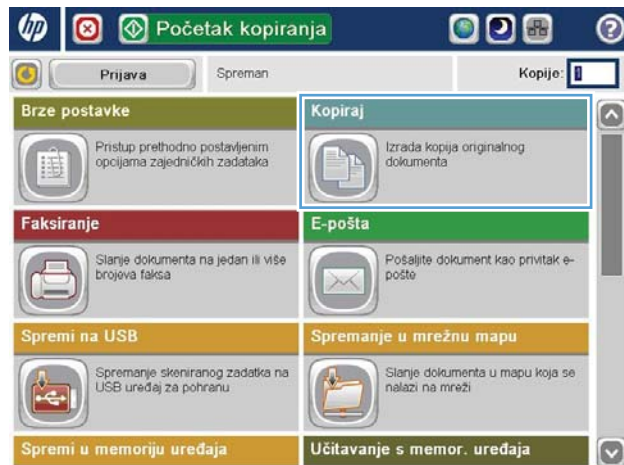 hp
Početak kopiranja
?
Prijava
Spreman
Kopije: 1
Brze postavke
Kopiraj
Pristup prethodno postavljenim
opcijama zajedničkih zadataka
Izrada kopija originalnog
dokumenta
Faksiranje
E-pošta
Slanje dokumenta na jedan ili više
brojeva faksa
Pošaljite dokument kao privitak e-
pošte
Spremi na USB
Spremanje u mrežnu mapu
Spremanje skeniranog zadatka na
USB uređaj za pohranu
Slanje dokumenta u mapu koja se
nalazi na mreži
Spremi u memoriju uređaja
Učitavanje s memor. uređaja